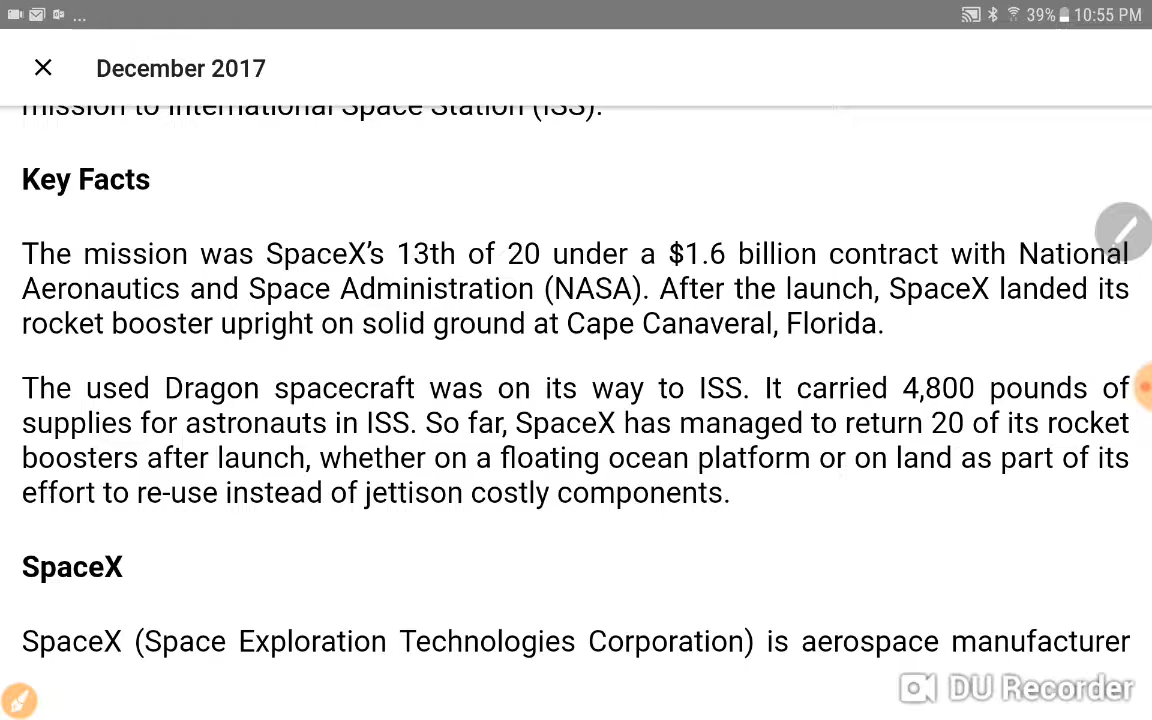 ...
39% 10:55 PM
December 2017
mission to International Space Station (ISS).
Key Facts
The mission was SpaceX's 13th of 20 under a $1.6 billion contract with National
Aeronautics and Space Administration (NASA). After the launch, SpaceX landed its
rocket booster upright on solid ground at Cape Canaveral, Florida.
The used Dragon spacecraft was on its way to ISS. It carried 4,800 pounds of
supplies for astronauts in ISS. So far, SpaceX has managed to return 20 of its rocket
boosters after launch, whether on a floating ocean platform or on land as part of its
effort to re-use instead of jettison costly components.
SpaceX
SpaceX (Space Exploration Technologies Corporation) is aerospace manufacturer
DU Recorder